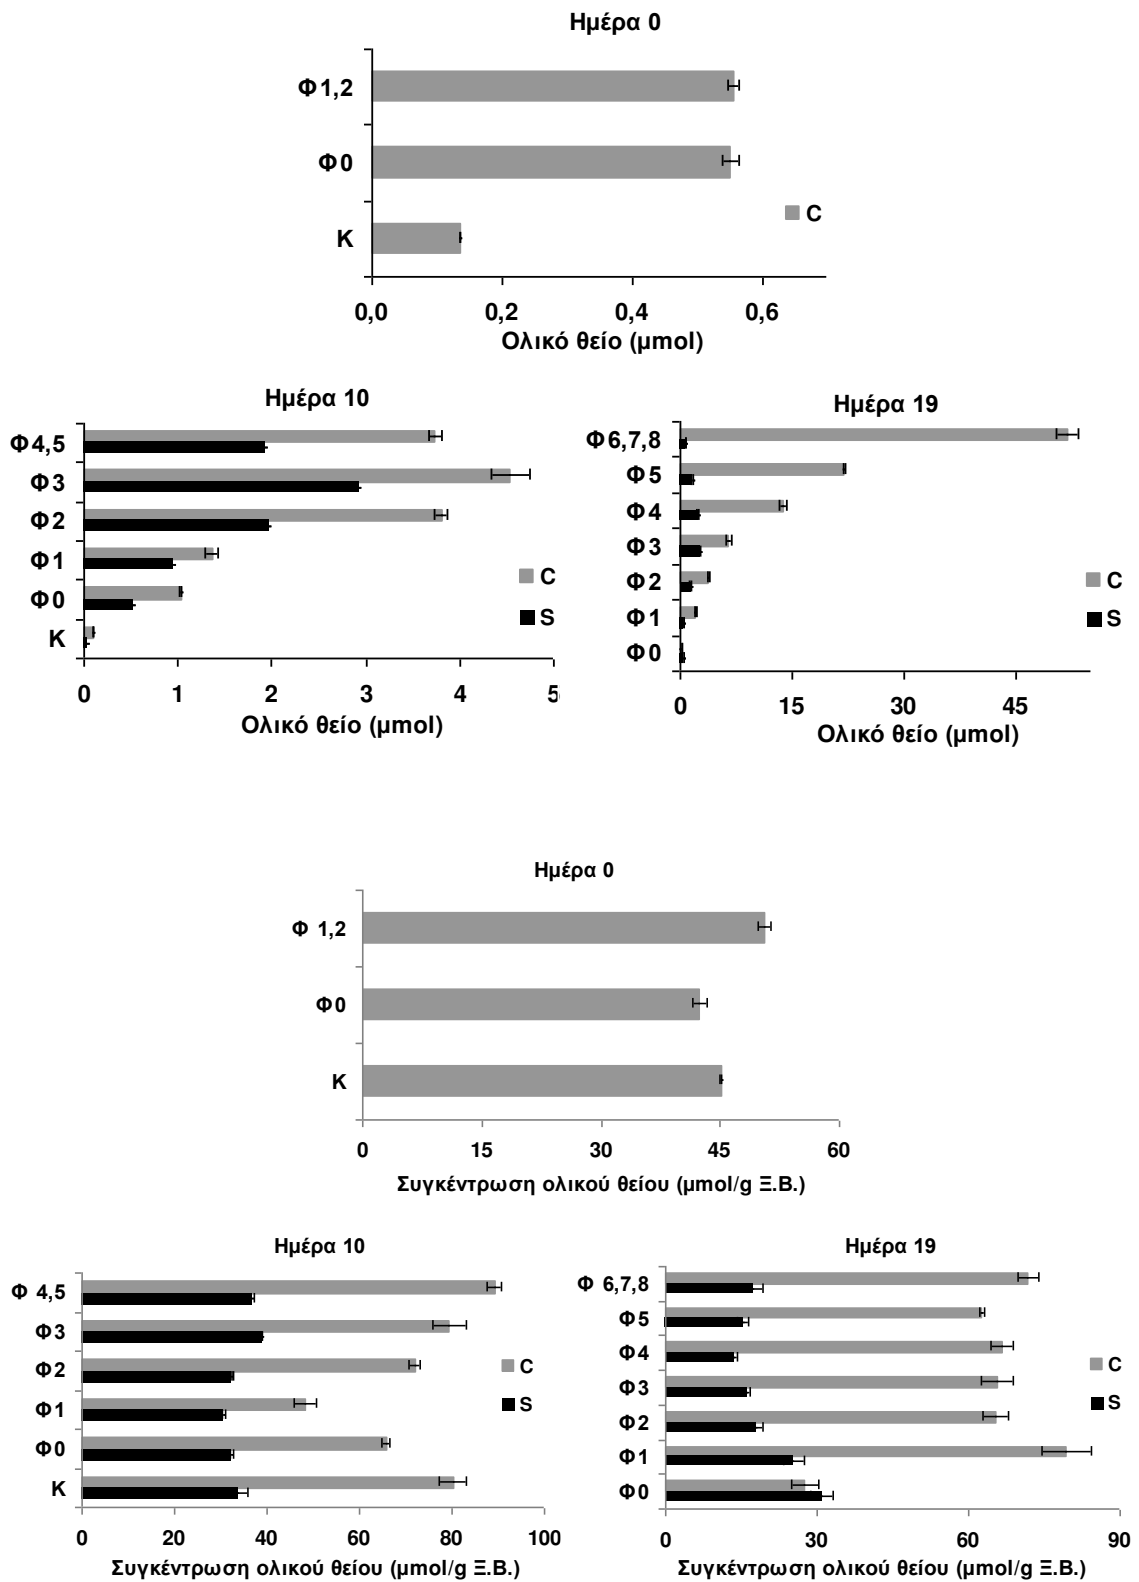 Ημέρα 0
Φ1,2
Φ0
Κ
C
0,0 0,2 0,4 0,6
Ολικό θείο (μmol)
Ημέρα 10
Φ4,5
Φ3
Φ2
Φ1
Φ0
Κ
C
S
0 1 2 3 4 5
Ολικό θείο (μmol)
Ημέρα 19
Φ6,7,8
Φ5
Φ4
Φ3
Φ2
Φ1
Φ0
C
S
0 15 30 45
Ολικό θείο (μmol)
Ημέρα 0
Φ 1,2
Φ0
Κ
0 15 30 45 60
Συγκέντρωση ολικού θείου (μmol/g Ξ.Β.)
Ημέρα 10
Φ 4,5
Φ3
Φ2
Φ1
Φ0
Κ
C
S
0 20 40 60 80 100
Συγκέντρωση ολικού θείου (μmol/g Ξ.Β.)
Ημέρα 19
Φ 6,7,8
Φ5
Φ4
Φ3
Φ2
Φ1
Φ0
C
S
0 30 60 90
Συγκέντρωση ολικού θείου (μmol/g Ξ.Β.)